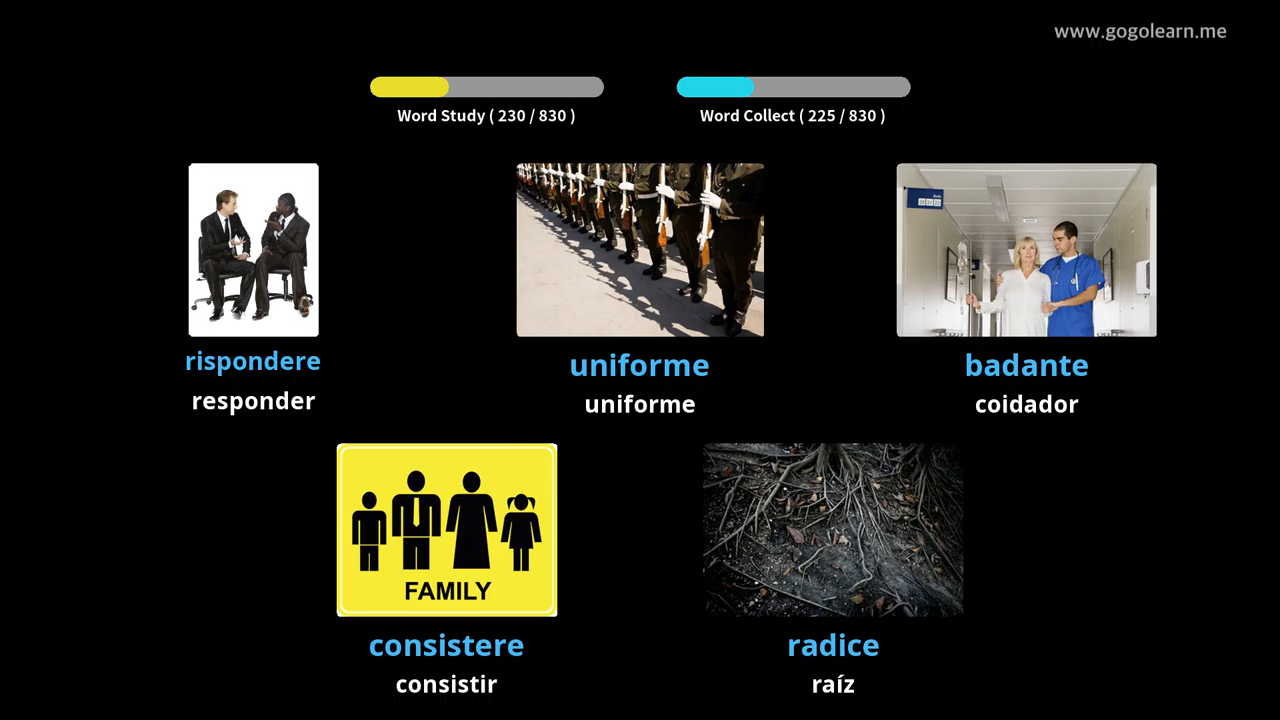 www.gogolearn.me
Word Study ( 230 / 830 )
Word Collect ( 225 / 830 )
rispondere
responder
uniforme
uniforme
badante
coidador
FAMILY
consistere
consistir
radice
raíz